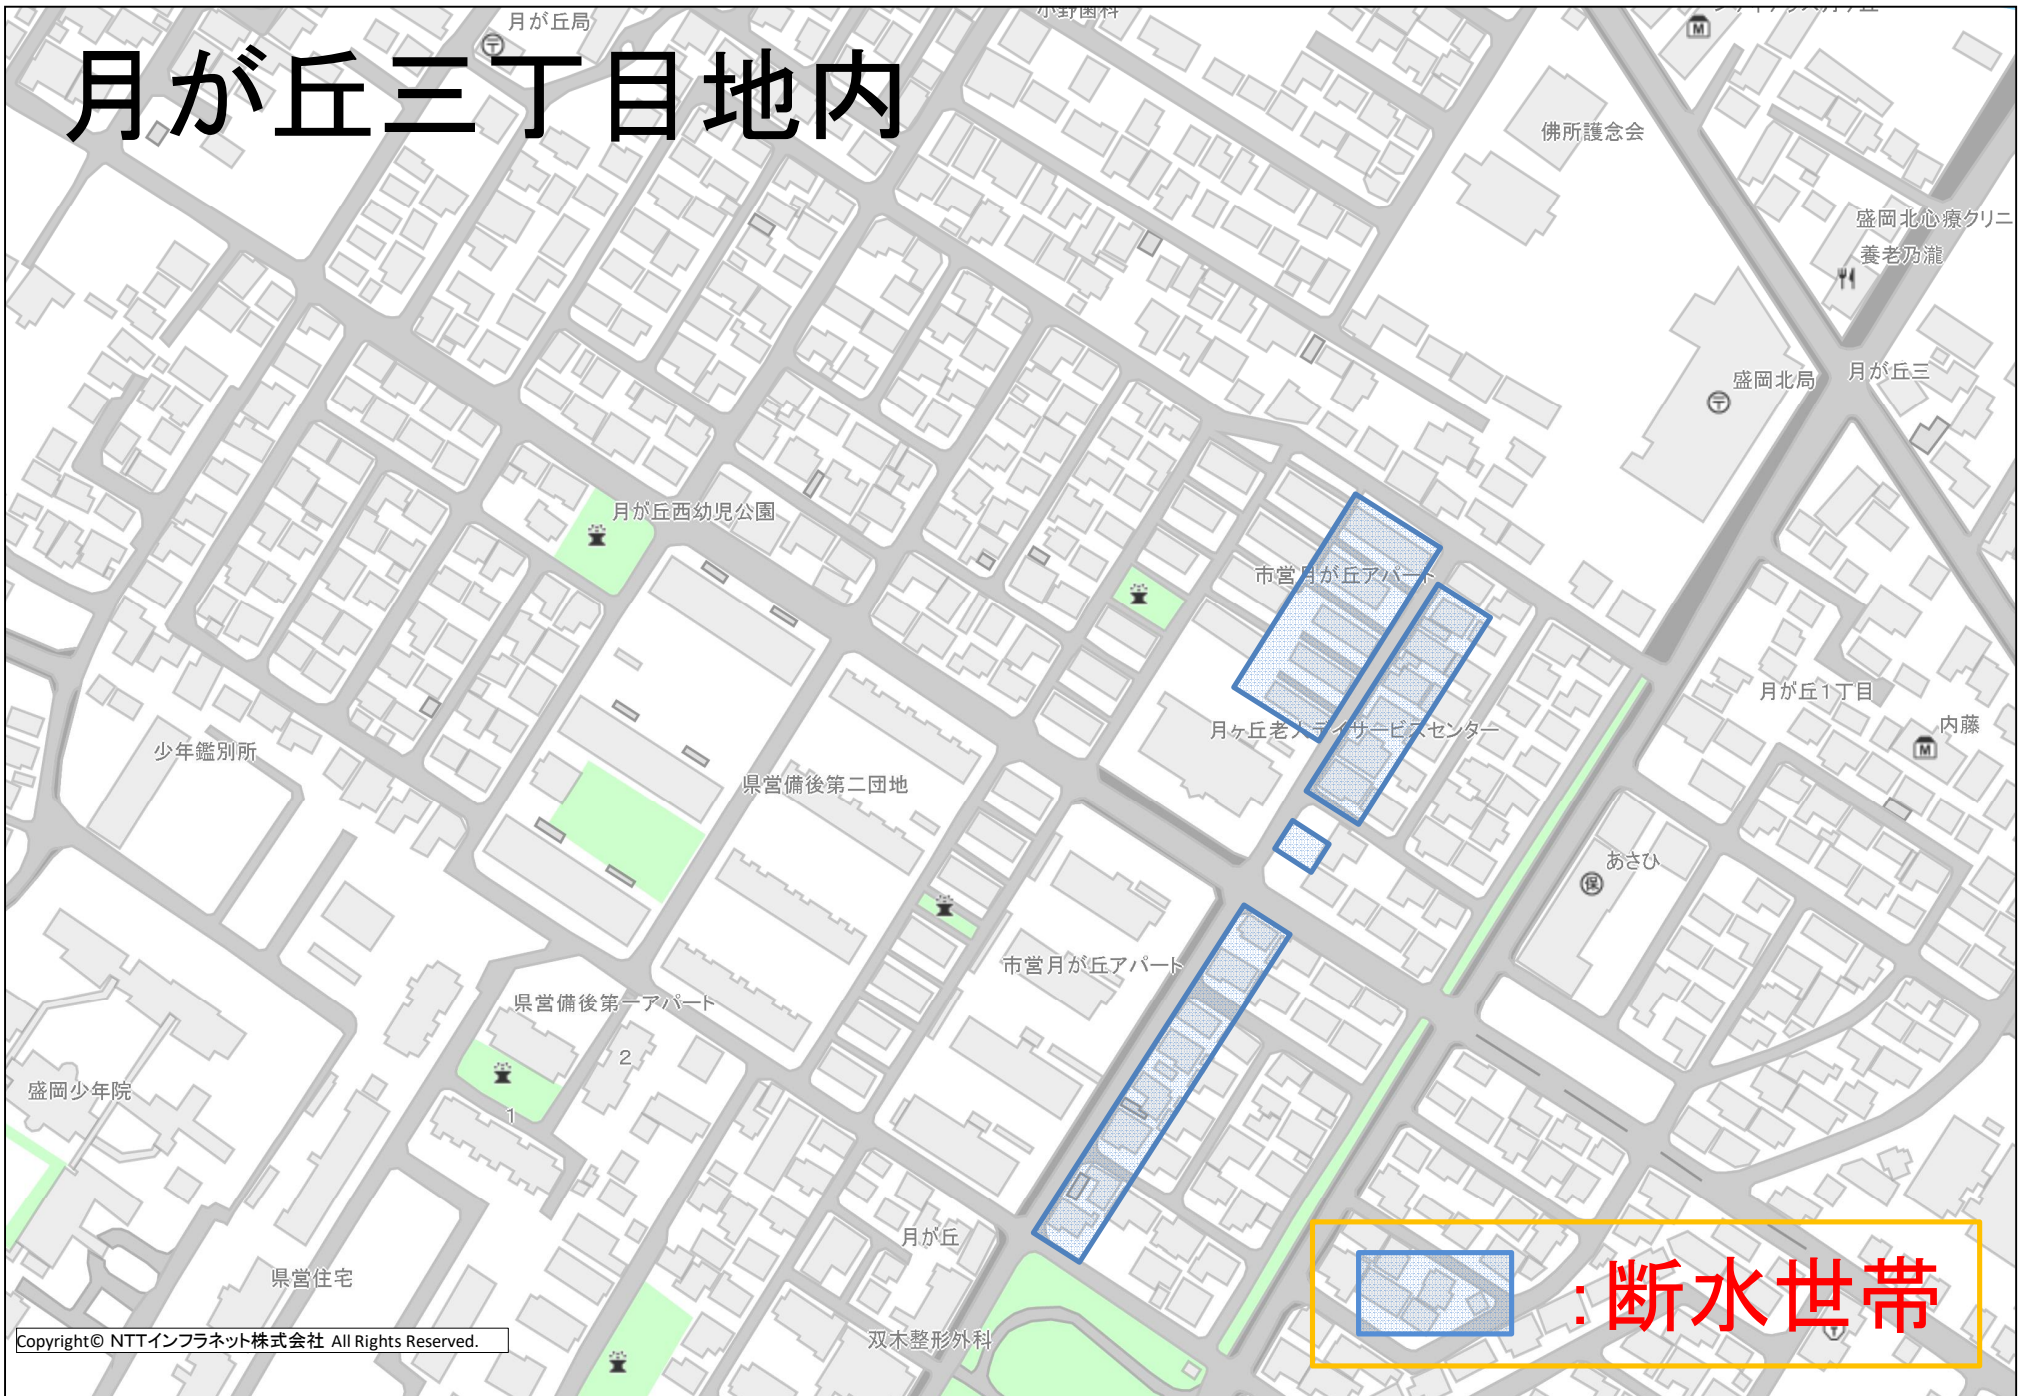 月が丘局
月が丘三丁目地内
佛所護念会
盛岡北心療クリニ
養老乃瀧
盛岡北局
月が丘三
月が丘西幼児公園
市営月が丘アパート
月が丘1丁目
内藤
月ヶ丘老人デイサービスセンター
少年鑑別所
県営備後第二団地
あさひ
保
市営月が丘アパート
県営備後第一アパート
2
盛岡少年院
1
月が丘
県営住宅
双木整形外科
:断水世帯
Copyright© NTTインフラネット株式会社 All Rights Reserved.